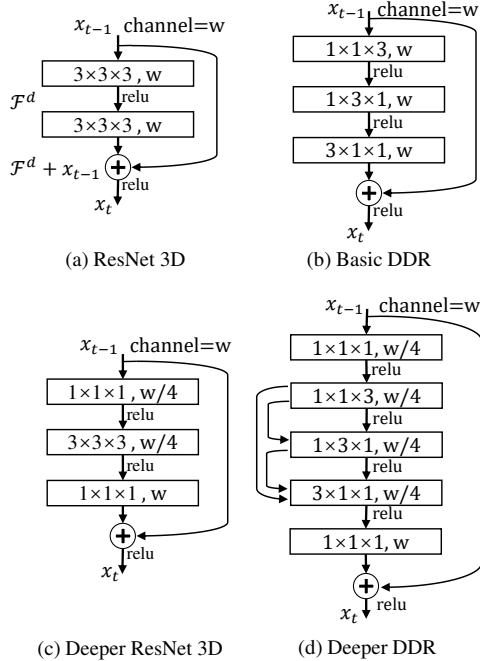 x_{t−1} channel=w
3×3×3 , w
relu
ℱ^d
3×3×3 , w
ℱ^d + x_{t−1}
+
relu
x_t
(a) ResNet 3D
x_{t−1} channel=w
1×1×3 , w
relu
1×3×1 , w
relu
3×1×1 , w
+
relu
x_t
(b) Basic DDR
x_{t−1} channel=w
1×1×1 , w/4
relu
3×3×3 , w/4
relu
1×1×1 , w
+
relu
x_t
(c) Deeper ResNet 3D
x_{t−1} channel=w
1×1×1, w/4
relu
1×1×3, w/4
relu
1×3×1, w/4
relu
3×1×1, w/4
relu
1×1×1, w
+
relu
x_t
(d) Deeper DDR